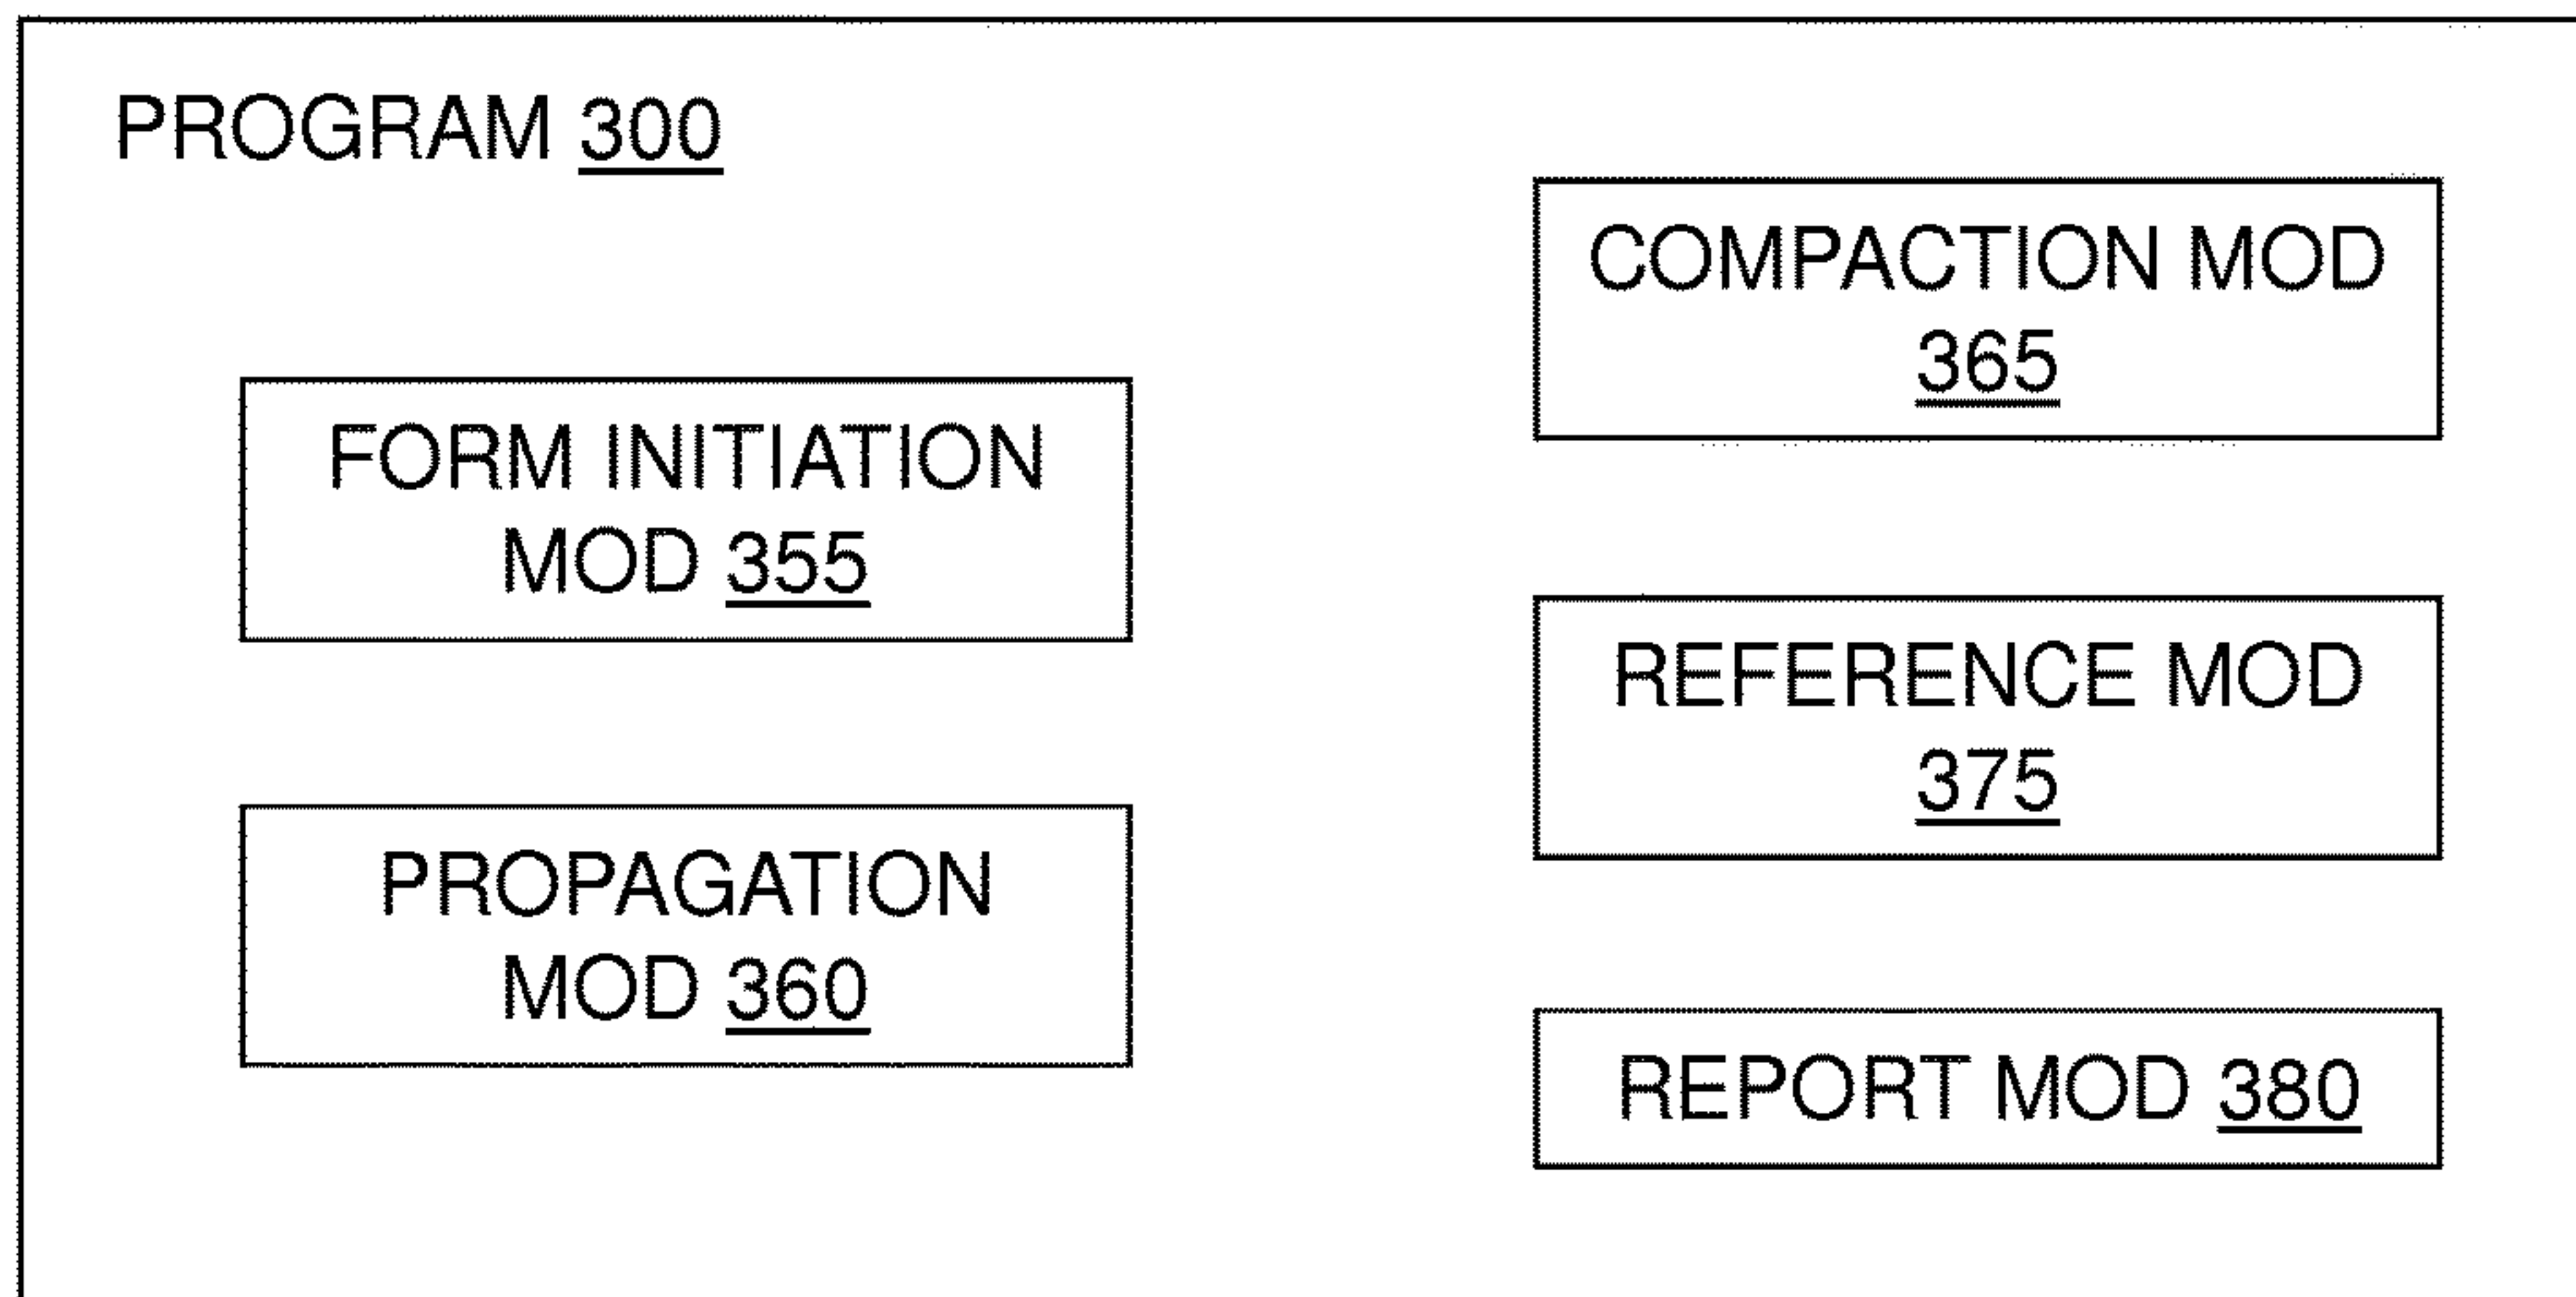 PROGRAM 300
FORM INITIATION
MOD 355
PROPAGATION
MOD 360
COMPACTION MOD
365
REFERENCE MOD
375
REPORT MOD 380